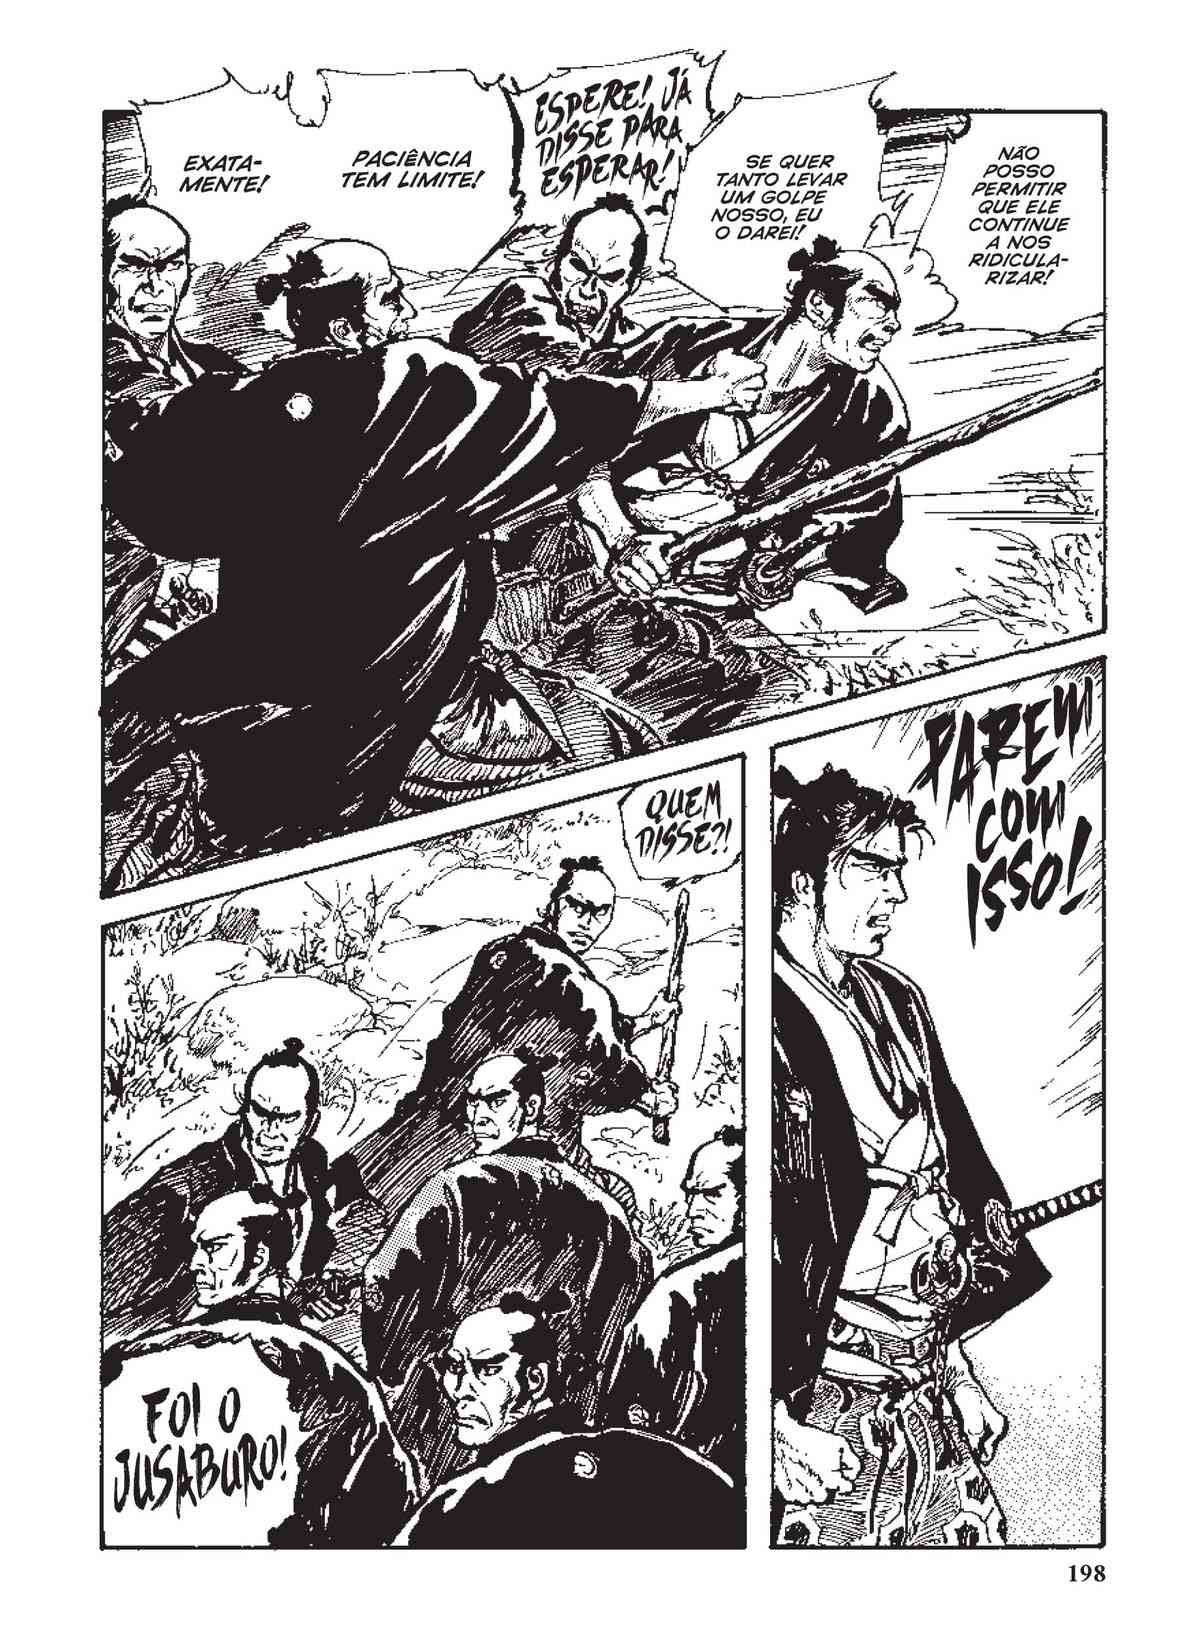 NÃO
POSSO
PERMITIR
QUE ELE
CONTINUE
A NOS
RIDICULA-
RIZAR!
SE QUER
TANTO LEVAR
UM GOLPE
NOSSO, EU
O DAREI!
ESPERE! JÁ
DISSE PARA
ESPERAR!
PACIÊNCIA
TEM LIMITE!
EXATA-
MENTE!
PAREM
COM
ISSO!
QUEM
DISSE?!
FOI O
JUSABURO!
198